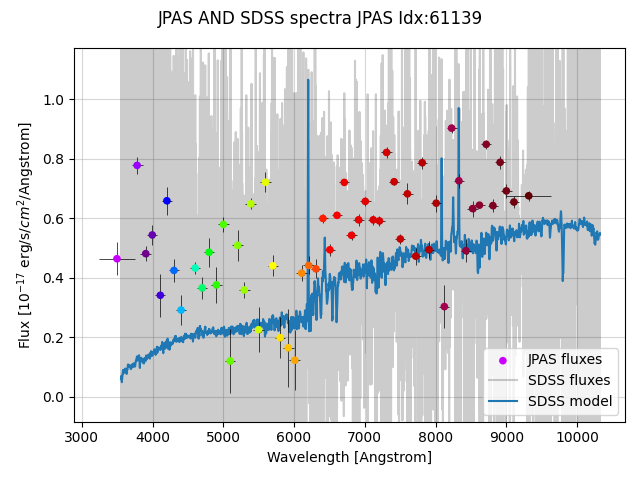 JPAS AND SDSS spectra JPAS Idx:61139
Flux [10⁻¹⁷ erg/s/cm²/Angstrom]
1.0
0.8
0.6
0.4
0.2
0.0
JPAS fluxes
SDSS fluxes
SDSS model
3000 4000 5000 6000 7000 8000 9000 10000
Wavelength [Angstrom]